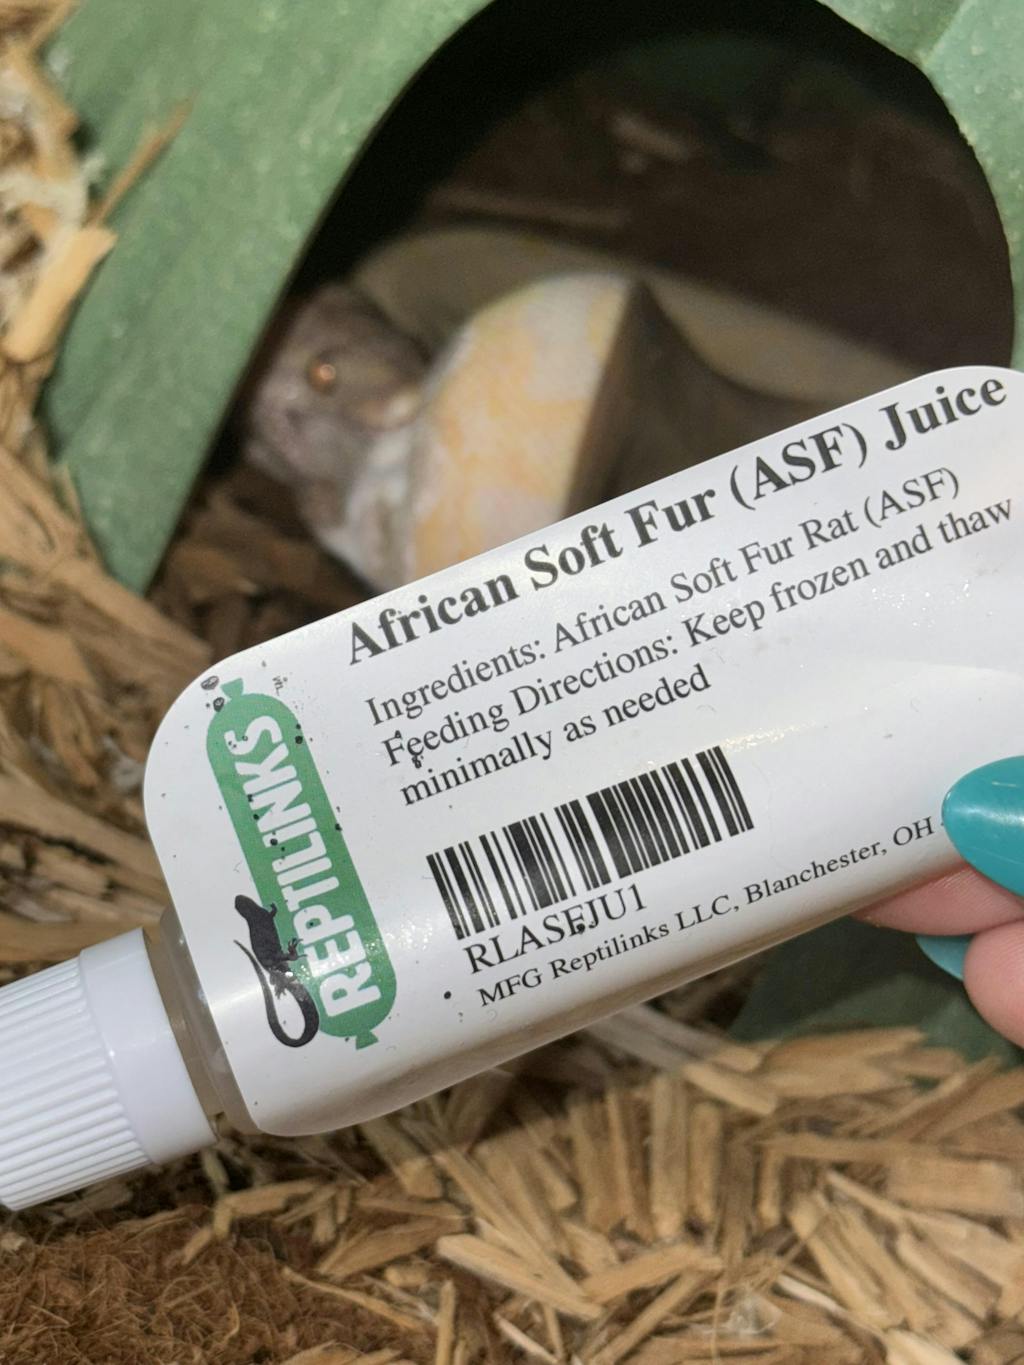 African Soft Fur (ASF) Juice
Ingredients: African Soft Fur Rat (ASF)
Feeding Directions: Keep frozen and thaw
minimally as needed
REPTILINKS
RLASFJU1
MFG Reptilinks LLC, Blanchester, OH